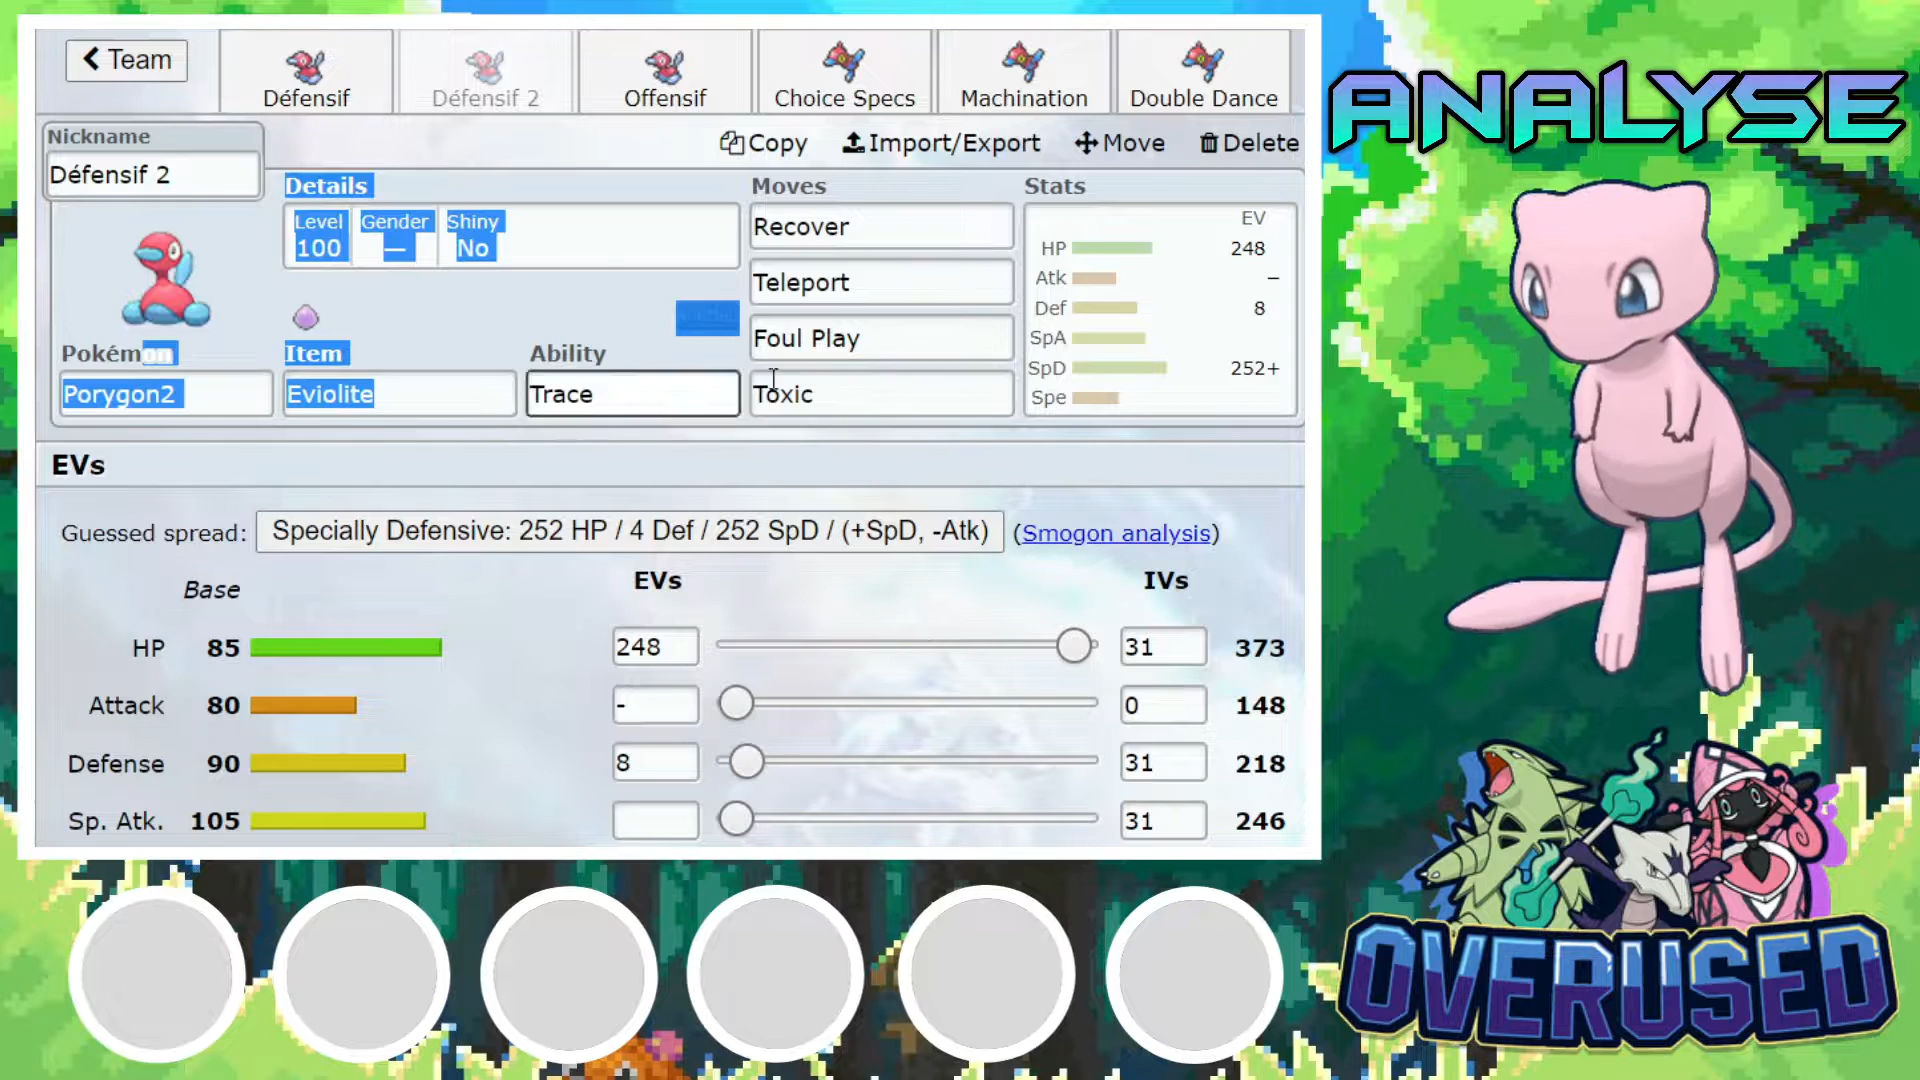 Team
Défensif
Défensif 2
Offensif
Choice Specs
Machination
Double Dance
ANALYSE
Nickname
Défensif 2
Copy
Import/Export
Move
Delete
Details
Level
Gender
Shiny
100
—
No
Pokémon
Porygon2
Item
Eviolite
Ability
Trace
Moves
Recover
Teleport
Foul Play
Toxic
Stats
EV
HP 248
Atk –
Def 8
SpA
SpD 252+
Spe
EVs
Guessed spread: Specially Defensive: 252 HP / 4 Def / 252 SpD / (+SpD, -Atk) (Smogon analysis)
Base EVs IVs
HP 85 248 31 373
Attack 80 - 0 148
Defense 90 8 31 218
Sp. Atk. 105 31 246
OVERUSED